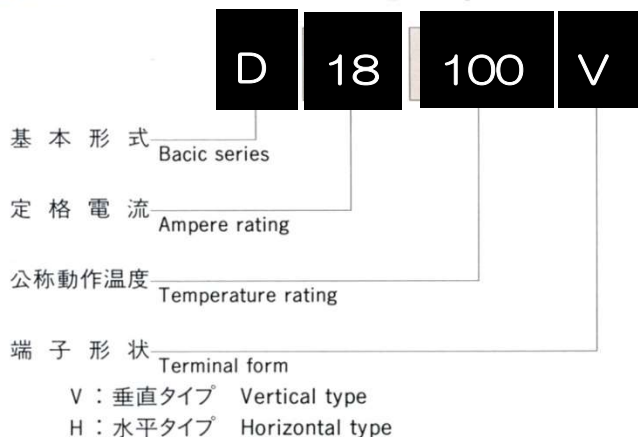 D 18 100 V
基本形式
Bacic series
定格電流
Ampere rating
公称動作温度
Temperature rating
端子形状
Terminal form
V：垂直タイプ Vertical type
H：水平タイプ Horizontal type